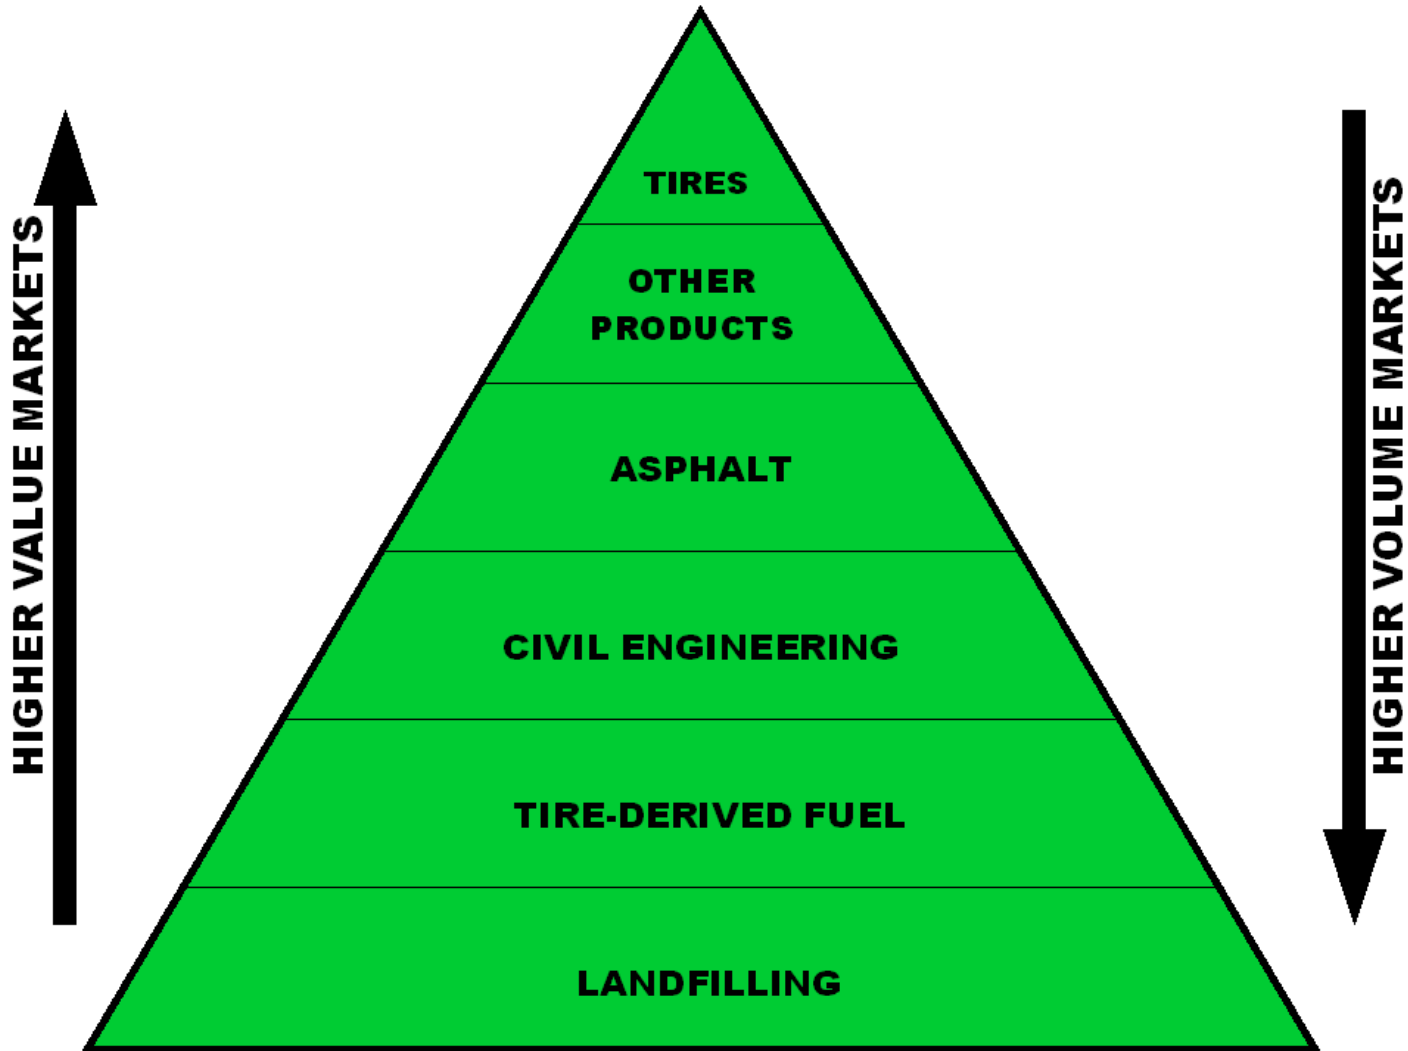 TIRES
OTHER
PRODUCTS
ASPHALT
CIVIL ENGINEERING
TIRE-DERIVED FUEL
LANDFILLING
HIGHER VALUE MARKETS
HIGHER VOLUME MARKETS